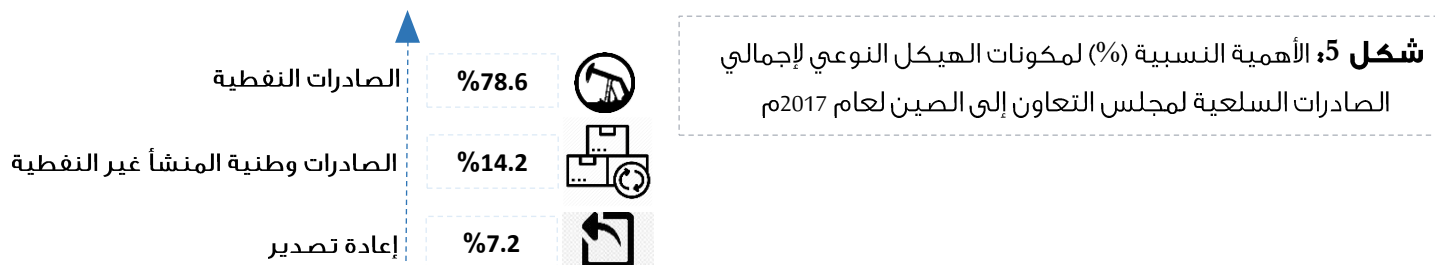 شكل 5: الأهمية النسبية (%) لمكونات الهيكل النوعي لإجمالي
الصادرات السلعية لمجلس التعاون إلى الصين لعام 2017م
%78.6 الصادرات النفطية
%14.2 الصادرات وطنية المنشأ غير النفطية
%7.2 إعادة تصدير